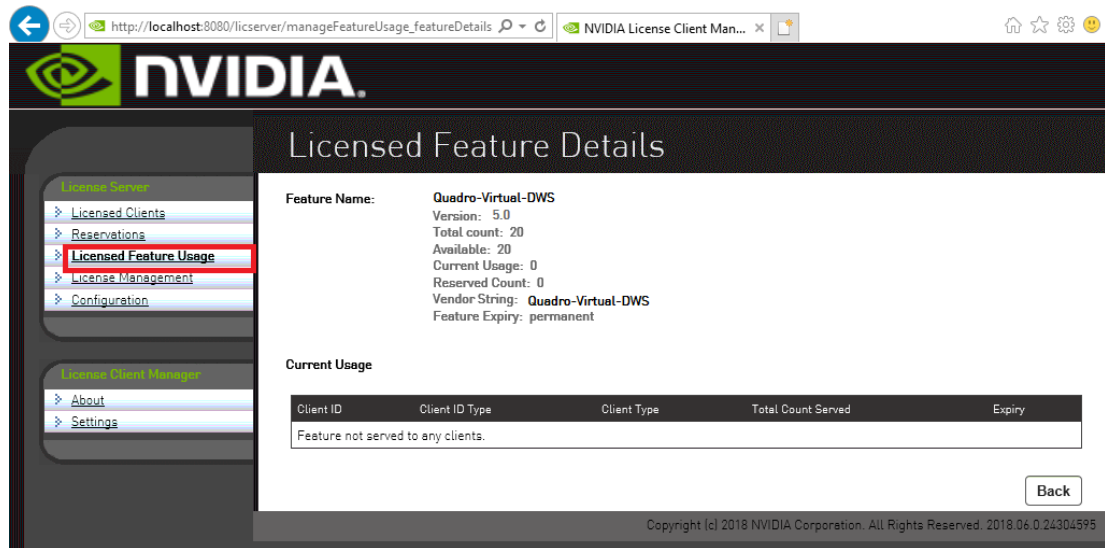 http://localhost:8080/licserver/manageFeatureUsage_featureDetails
NVIDIA License Client Man...
NVIDIA.
Licensed Feature Details
License Server
Licensed Clients
Reservations
Licensed Feature Usage
License Management
Configuration
License Client Manager
About
Settings
Feature Name: Quadro-Virtual-DWS
Version: 5.0
Total count: 20
Available: 20
Current Usage: 0
Reserved Count: 0
Vendor String: Quadro-Virtual-DWS
Feature Expiry: permanent
Current Usage
Client ID Client ID Type Client Type Total Count Served Expiry
Feature not served to any clients.
Back
Copyright (c) 2018 NVIDIA Corporation. All Rights Reserved. 2018.06.0.24304595